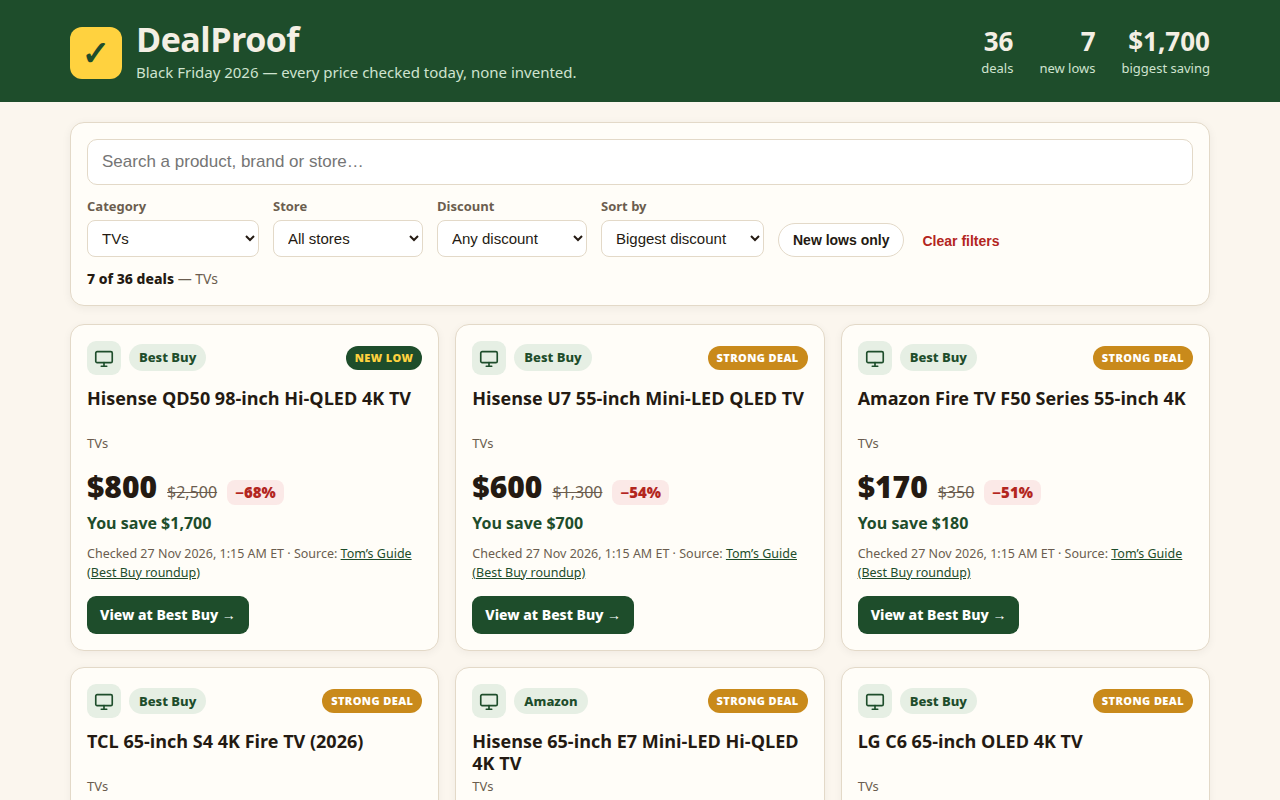 ✓
DealProof
Black Friday 2026 — every price checked today, none invented.
36
deals
7
new lows
$1,700
biggest saving
Search a product, brand or store…
Category
Store
Discount
Sort by
TVs
All stores
Any discount
Biggest discount
New lows only
Clear filters
7 of 36 deals — TVs
Best Buy
NEW LOW
Hisense QD50 98-inch Hi-QLED 4K TV
TVs
$800 $2,500 −68%
You save $1,700
Checked 27 Nov 2026, 1:15 AM ET · Source: Tom’s Guide
(Best Buy roundup)
View at Best Buy →
Best Buy
STRONG DEAL
Hisense U7 55-inch Mini-LED QLED TV
TVs
$600 $1,300 −54%
You save $700
Checked 27 Nov 2026, 1:15 AM ET · Source: Tom’s Guide
(Best Buy roundup)
View at Best Buy →
Best Buy
STRONG DEAL
Amazon Fire TV F50 Series 55-inch 4K
TVs
$170 $350 −51%
You save $180
Checked 27 Nov 2026, 1:15 AM ET · Source: Tom’s Guide
(Best Buy roundup)
View at Best Buy →
Best Buy
STRONG DEAL
TCL 65-inch S4 4K Fire TV (2026)
TVs
Amazon
STRONG DEAL
Hisense 65-inch E7 Mini-LED Hi-QLED
4K TV
TVs
Best Buy
STRONG DEAL
LG C6 65-inch OLED 4K TV
TVs